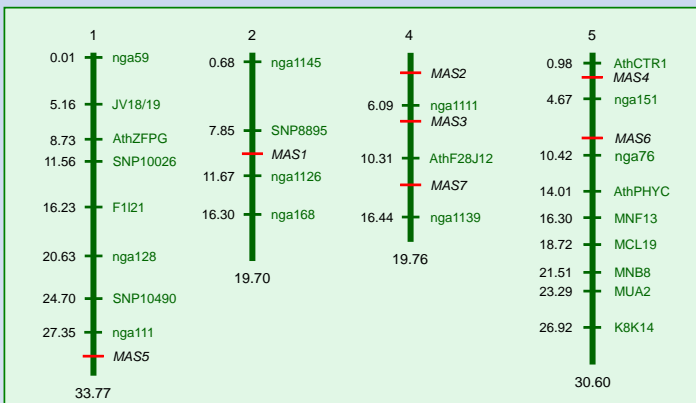 1
0.01 nga59
5.16 JV18/19
8.73 AthZFPG
11.56 SNP10026
16.23 F1I21
20.63 nga128
24.70 SNP10490
27.35 nga111
MAS5
33.77
2
0.68 nga1145
7.85 SNP8895
MAS1
11.67 nga1126
16.30 nga168
19.70
4
MAS2
6.09 nga1111
MAS3
10.31 AthF28J12
MAS7
16.44 nga1139
19.76
5
0.98 AthCTR1
MAS4
4.67 nga151
MAS6
10.42 nga76
14.01 AthPHYC
16.30 MNF13
18.72 MCL19
21.51 MNB8
23.29 MUA2
26.92 K8K14
30.60